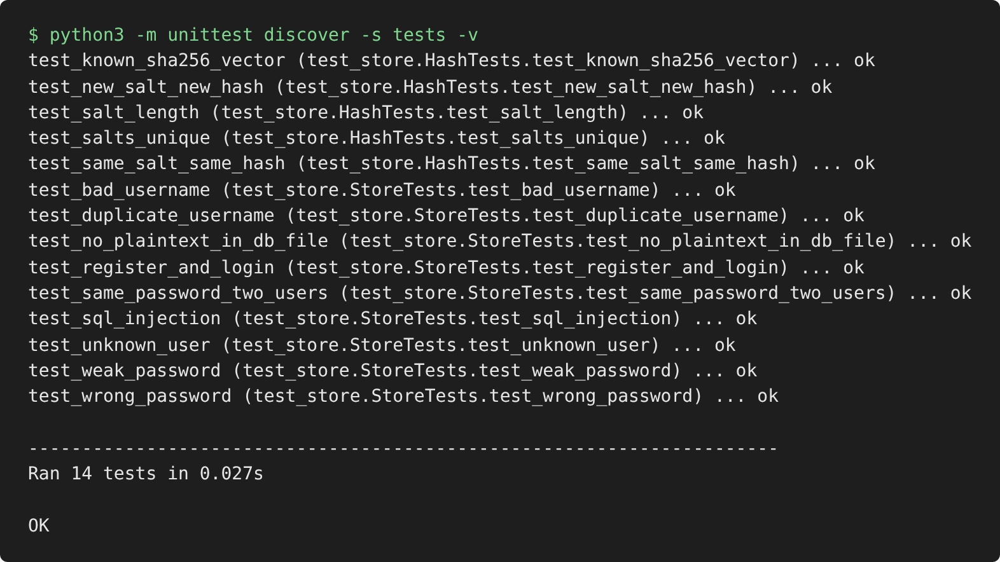 $ python3 -m unittest discover -s tests -v
test_known_sha256_vector (test_store.HashTests.test_known_sha256_vector) ... ok
test_new_salt_new_hash (test_store.HashTests.test_new_salt_new_hash) ... ok
test_salt_length (test_store.HashTests.test_salt_length) ... ok
test_salts_unique (test_store.HashTests.test_salts_unique) ... ok
test_same_salt_same_hash (test_store.HashTests.test_same_salt_same_hash) ... ok
test_bad_username (test_store.StoreTests.test_bad_username) ... ok
test_duplicate_username (test_store.StoreTests.test_duplicate_username) ... ok
test_no_plaintext_in_db_file (test_store.StoreTests.test_no_plaintext_in_db_file) ... ok
test_register_and_login (test_store.StoreTests.test_register_and_login) ... ok
test_same_password_two_users (test_store.StoreTests.test_same_password_two_users) ... ok
test_sql_injection (test_store.StoreTests.test_sql_injection) ... ok
test_unknown_user (test_store.StoreTests.test_unknown_user) ... ok
test_weak_password (test_store.StoreTests.test_weak_password) ... ok
test_wrong_password (test_store.StoreTests.test_wrong_password) ... ok
----------------------------------------------------------------------
Ran 14 tests in 0.027s
OK